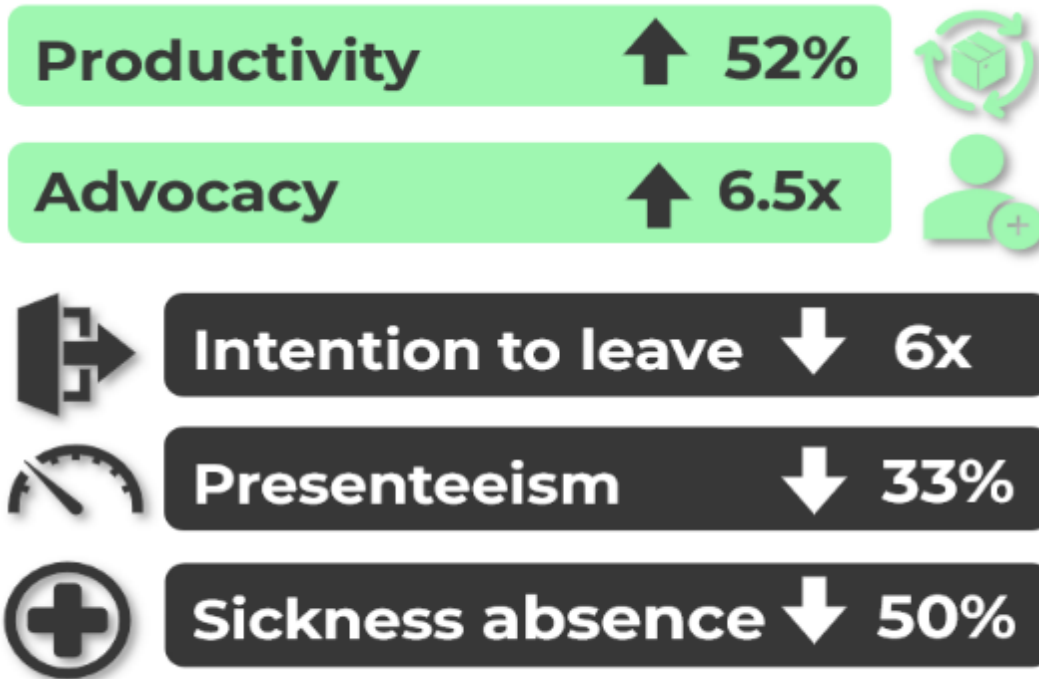 Productivity 52%
Advocacy 6.5x
Intention to leave 6x
Presenteeism 33%
Sickness absence 50%